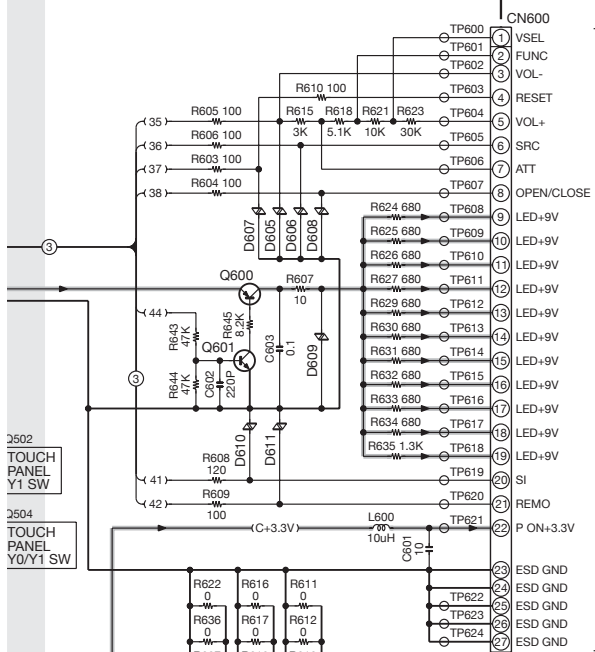 CN600
TP600 1 VSEL
TP601 2 FUNC
TP602 3 VOL-
R610 100 TP603 4 RESET
35 R605 100 R615 3K R618 5.1K R621 10K R623 30K TP604 5 VOL+
36 R606 100 TP605 6 SRC
37 R603 100 TP606 7 ATT
38 R604 100 TP607 8 OPEN/CLOSE
D607 D605 D606 D608
R624 680 TP608 9 LED+9V
R625 680 TP609 10 LED+9V
R626 680 TP610 11 LED+9V
R627 680 TP611 12 LED+9V
R629 680 TP612 13 LED+9V
R630 680 TP613 14 LED+9V
R631 680 TP614 15 LED+9V
R632 680 TP615 16 LED+9V
R633 680 TP616 17 LED+9V
R634 680 TP617 18 LED+9V
R635 1.3K TP618 19 LED+9V
3
Q600
R607
10
44
R643
47K
R645
8.2K
Q601
C603
0.1
D609
3
R644
47K
C602
220P
D610 D611
Q502
TOUCH
PANEL
Y1 SW
41 R608 120 TP619 20 SI
42 R609 100 TP620 21 REMO
Q504
TOUCH
PANEL
Y0/Y1 SW
(C+3.3V) L600 10uH TP621 22 P ON+3.3V
C601
10
23 ESD GND
24 ESD GND
TP622 25 ESD GND
TP623 26 ESD GND
TP624 27 ESD GND
R622 R616 R611
0 0 0
R636 R617 R612
0 0 0